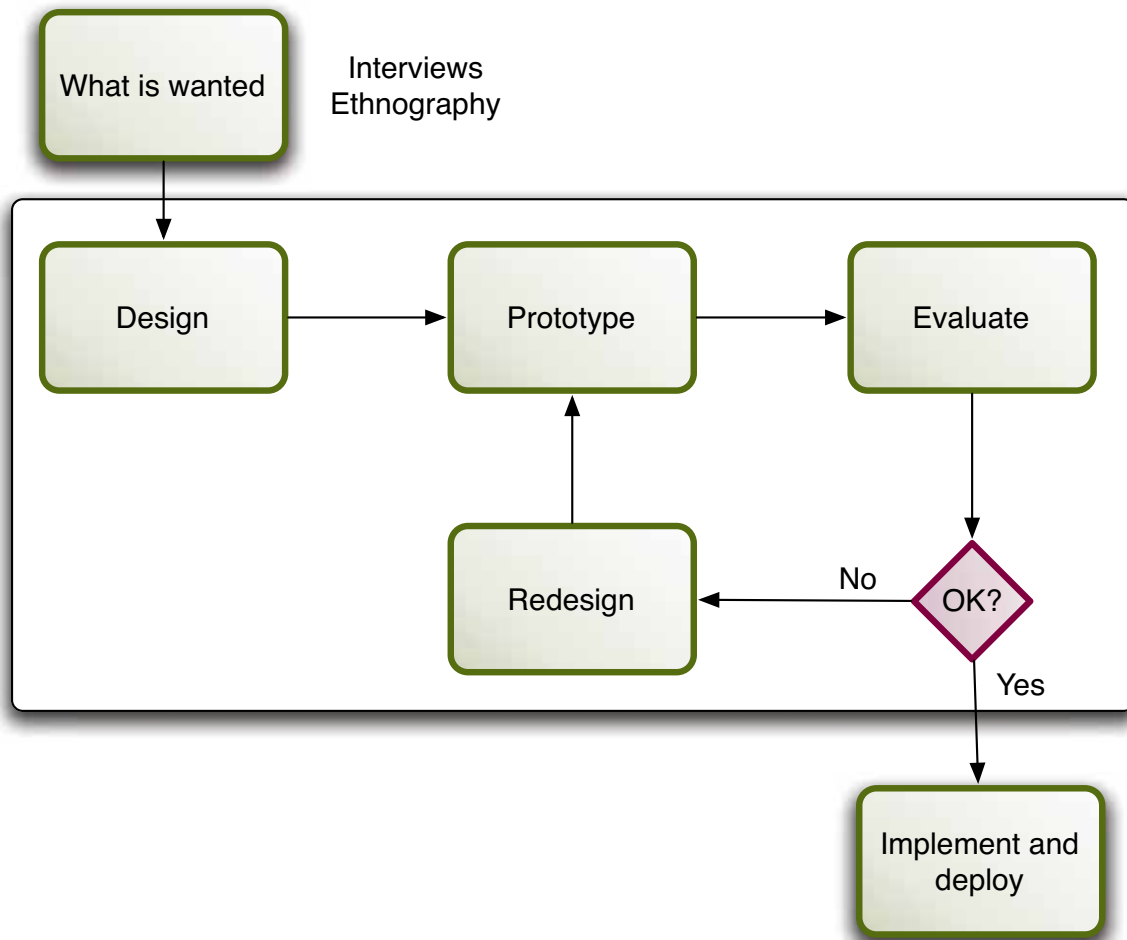 What is wanted
Interviews
Ethnography
Design
Prototype
Evaluate
Redesign
No
OK?
Yes
Implement and
deploy